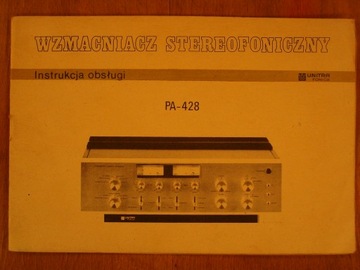 WZMACNIACZ STEREOFONICZNY
Instrukcja obsługi
UNITRA
PA-428